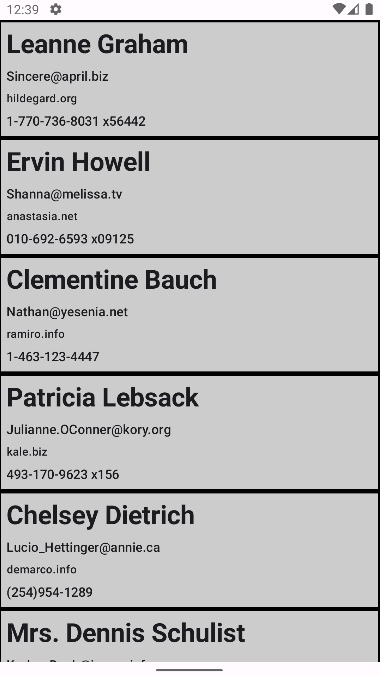 12:39
Leanne Graham
Sincere@april.biz
hildegard.org
1-770-736-8031 x56442
Ervin Howell
Shanna@melissa.tv
anastasia.net
010-692-6593 x09125
Clementine Bauch
Nathan@yesenia.net
ramiro.info
1-463-123-4447
Patricia Lebsack
Julianne.OConner@kory.org
kale.biz
493-170-9623 x156
Chelsey Dietrich
Lucio_Hettinger@annie.ca
demarco.info
(254)954-1289
Mrs. Dennis Schulist